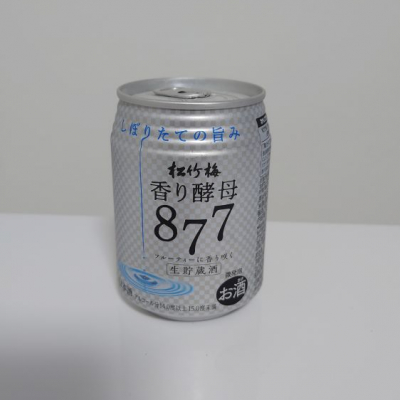 しぼりたての旨み
松竹梅
香り酵母
877
フルーティーに香り咲く
生貯蔵酒
お酒